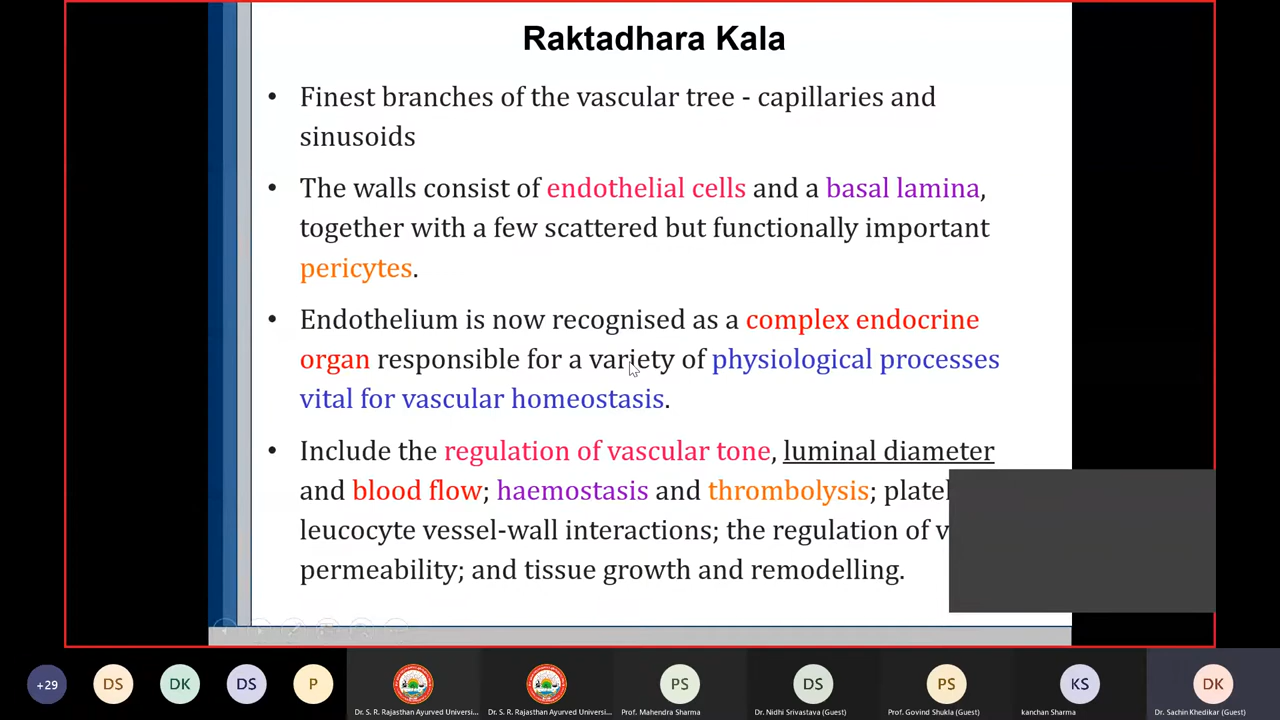 Raktadhara Kala
• Finest branches of the vascular tree - capillaries and
sinusoids
• The walls consist of endothelial cells and a basal lamina,
together with a few scattered but functionally important
pericytes.
• Endothelium is now recognised as a complex endocrine
organ responsible for a variety of physiological processes
vital for vascular homeostasis.
• Include the regulation of vascular tone, luminal diameter
and blood flow; haemostasis and thrombolysis;
leucocyte vessel-wall interactions; the regulation of
permeability; and tissue growth and remodelling.
+29 DS DK DS P PS DS PS KS DK
Dr. S. R. Rajasthan Ayurved Universi... Dr. S. R. Rajasthan Ayurved Universi... Prof. Mahendra Sharma Dr. Nidhi Srivastava (Guest) Prof. Govind Shukla (Guest) kanchan Sharma Dr. Sachin Khedikar (Guest)